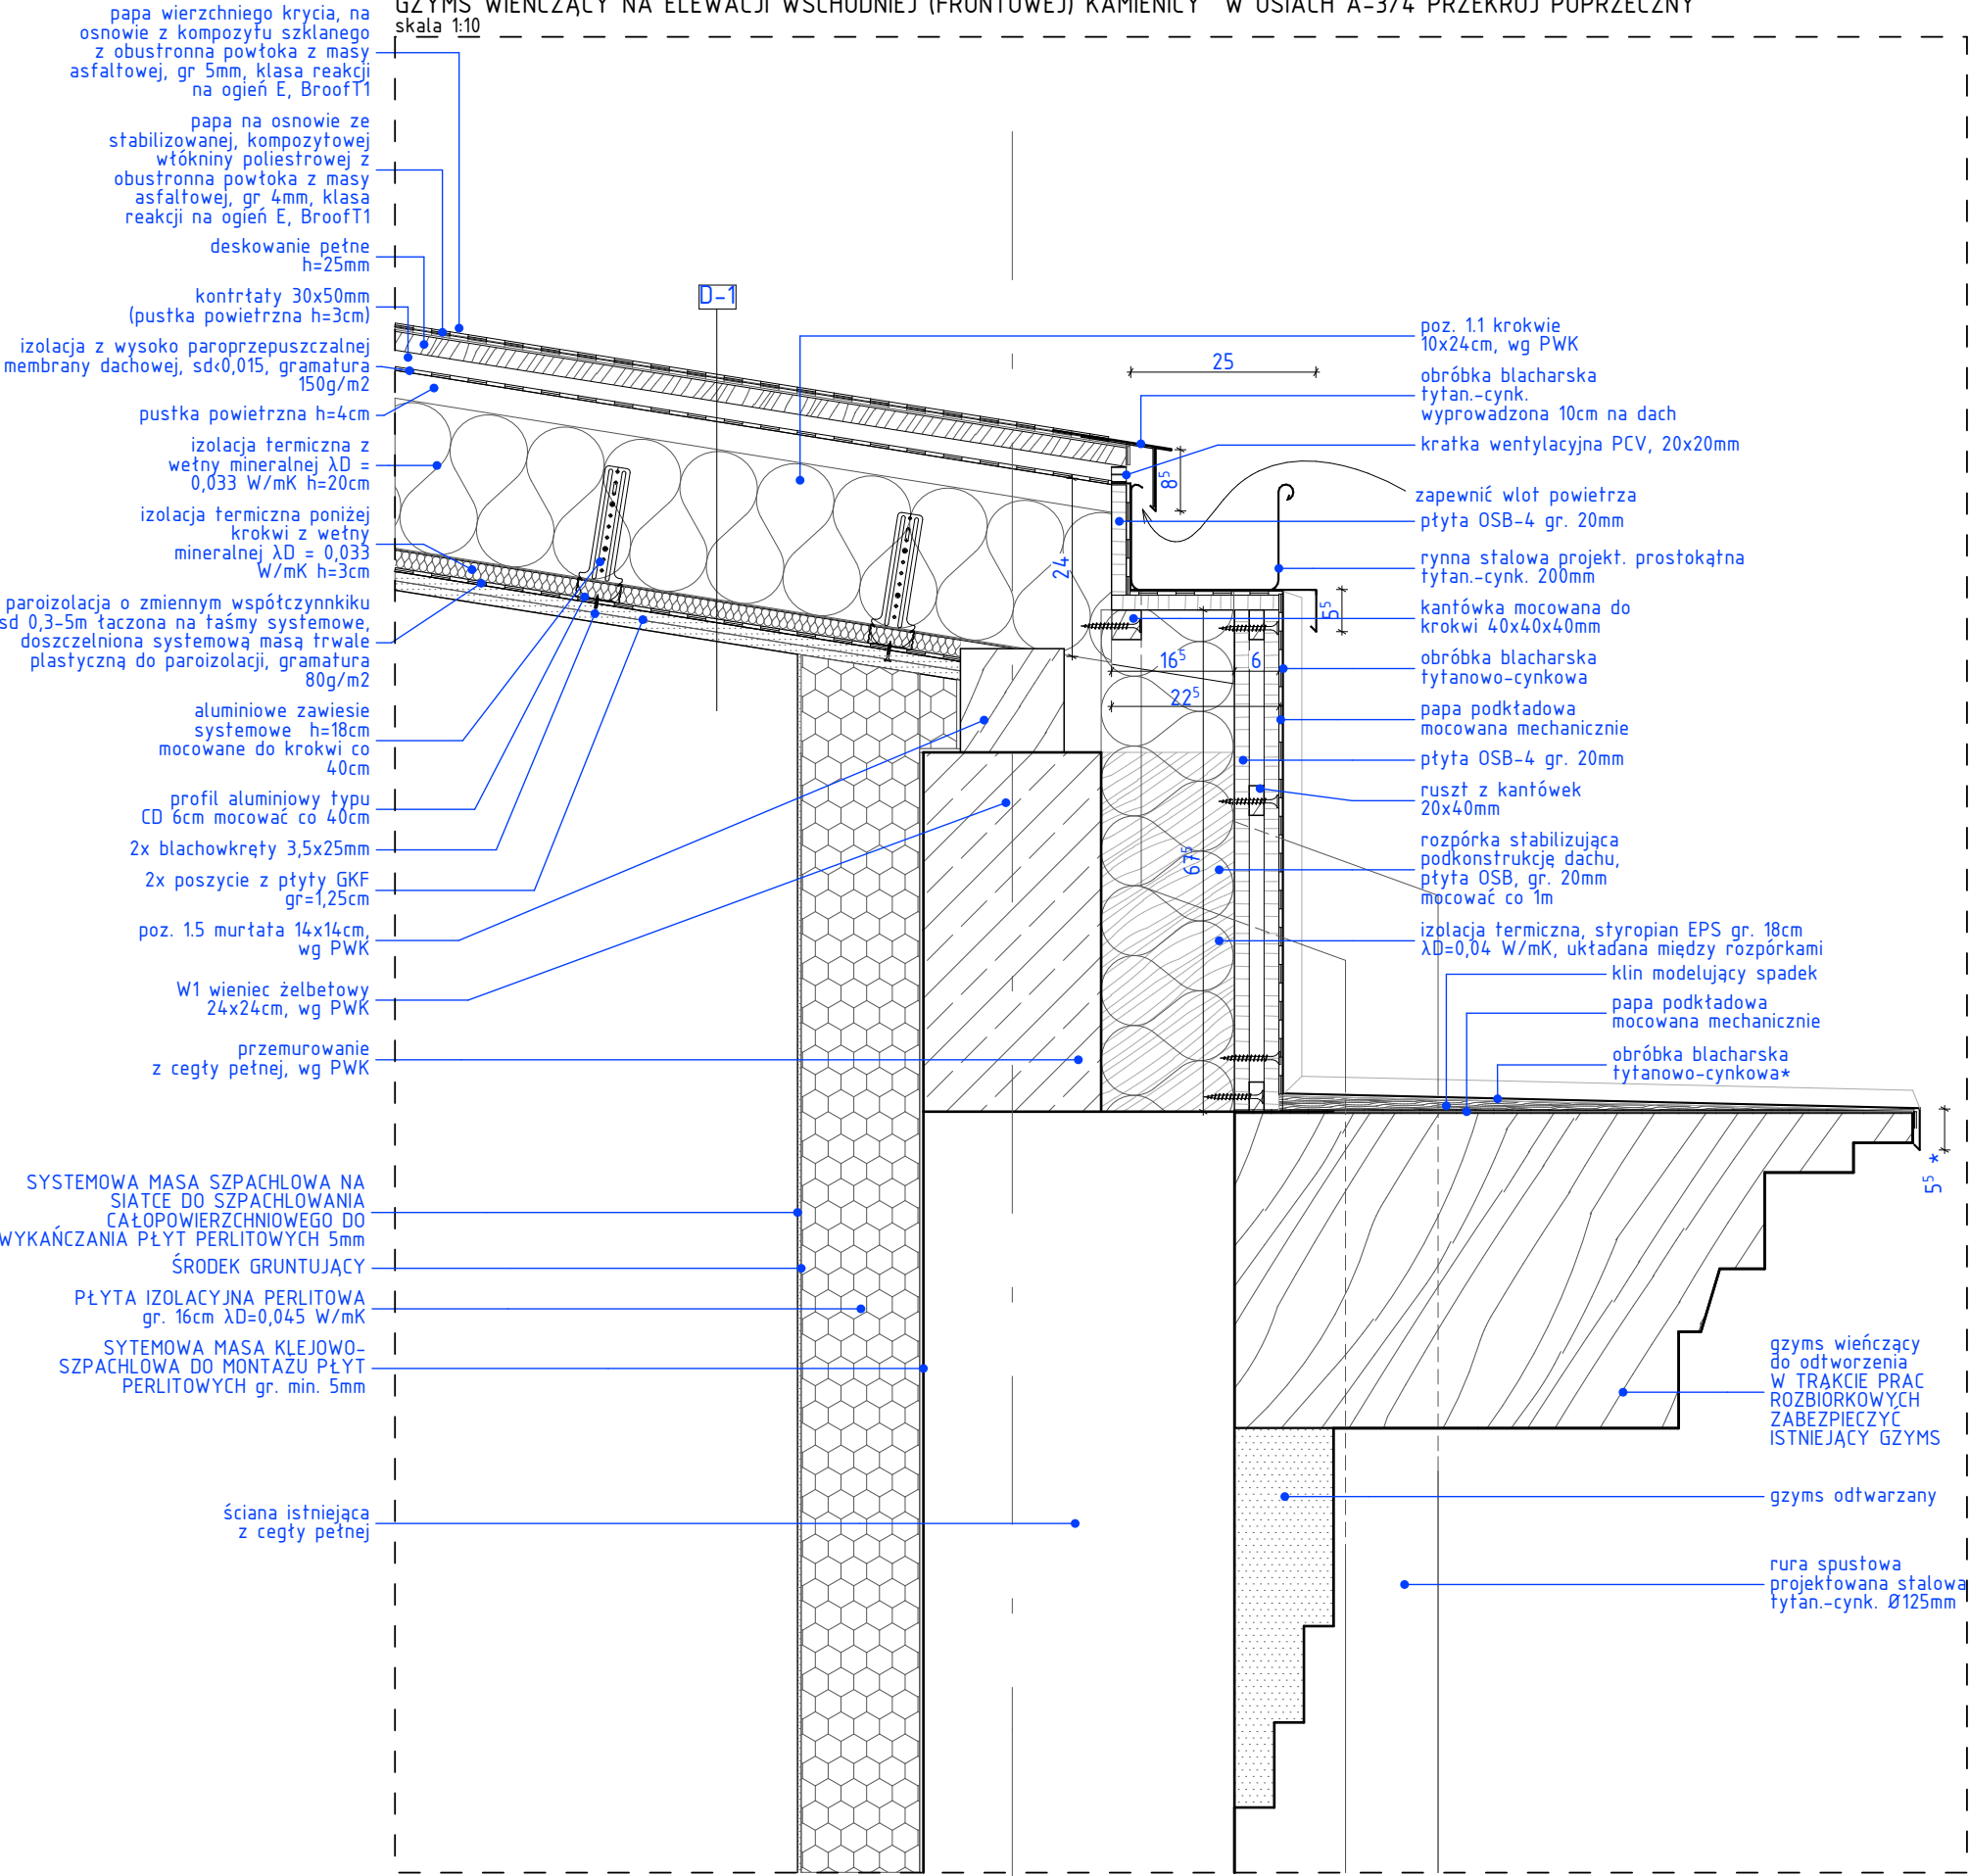 GZYMS WIEŃCZĄCY NA ELEWACJI WSCHODNIEJ (FRONTOWEJ) KAMIENICY W OSIACH A-3/4 PRZEKRÓJ POPRZECZNY
skala 1:10
papa wierzchniego krycia, na
osnowie z kompozytu szklanego
z obustronna powłoka z masy
asfaltowej, gr 5mm, klasa reakcji
na ogień E, BroofT1
papa na osnowie ze
stabilizowanej, kompozytowej
włókniny poliestrowej z
obustronna powłoka z masy
asfaltowej, gr 4mm, klasa
reakcji na ogień E, BroofT1
deskowanie pełne
h=25mm
kontrłaty 30x50mm
(pustka powietrzna h=3cm)
izolacja z wysoko paroprzepuszczalnej
membrany dachowej, sd<0,015, gramatura
150g/m2
pustka powietrzna h=4cm
izolacja termiczna z
wełny mineralnej λD =
0,033 W/mK h=20cm
izolacja termiczna poniżej
krokwi z wełny
mineralnej λD = 0,033
W/mK h=3cm
paroizolacja o zmiennym współczynnkiku
sd 0,3-5m łączona na taśmy systemowe,
doszczelniona systemową masą trwale
plastyczną do paroizolacji, gramatura
80g/m2
aluminiowe zawiesie
systemowe h=18cm
mocowane do krokwi co
40cm
profil aluminiowy typu
CD 6cm mocować co 40cm
2x blachowkręty 3,5x25mm
2x poszycie z płyty GKF
gr=1,25cm
poz. 1.5 murłata 14x14cm,
wg PWK
W1 wieniec żelbetowy
24x24cm, wg PWK
przemurowanie
z cegły pełnej, wg PWK
SYSTEMOWA MASA SZPACHLOWA NA
SIATCE DO SZPACHLOWANIA
CAŁOPOWIERZCHNIOWEGO DO
WYKAŃCZANIA PŁYT PERLITOWYCH 5mm
ŚRODEK GRUNTUJĄCY
PŁYTA IZOLACYJNA PERLITOWA
gr. 16cm λD=0,045 W/mK
SYTEMOWA MASA KLEJOWO-
SZPACHLOWA DO MONTAŻU PŁYT
PERLITOWYCH gr. min. 5mm
ściana istniejąca
z cegły pełnej
D-1
25
8⁵
24
5⁵
16⁵
6
22⁵
67⁵
5⁵ *
poz. 1.1 krokwie
10x24cm, wg PWK
obróbka blacharska
tytan.-cynk.
wyprowadzona 10cm na dach
kratka wentylacyjna PCV, 20x20mm
zapewnić wlot powietrza
płyta OSB-4 gr. 20mm
rynna stalowa projekt. prostokątna
tytan.-cynk. 200mm
kantówka mocowana do
krokwi 40x40x40mm
obróbka blacharska
tytanowo-cynkowa
papa podkładowa
mocowana mechanicznie
płyta OSB-4 gr. 20mm
ruszt z kantówek
20x40mm
rozpórka stabilizująca
podkonstrukcję dachu,
płyta OSB, gr. 20mm
mocować co 1m
izolacja termiczna, styropian EPS gr. 18cm
λD=0,04 W/mK, układana między rozpórkami
klin modelujący spadek
papa podkładowa
mocowana mechanicznie
obróbka blacharska
tytanowo-cynkowa*
gzyms wieńczący
do odtworzenia
W TRAKCIE PRAC
ROZBIÓRKOWYCH
ZABEZPIECZYĆ
ISTNIEJĄCY GZYMS
gzyms odtwarzany
rura spustowa
projektowana stalowa
tytan.-cynk. Ø125mm